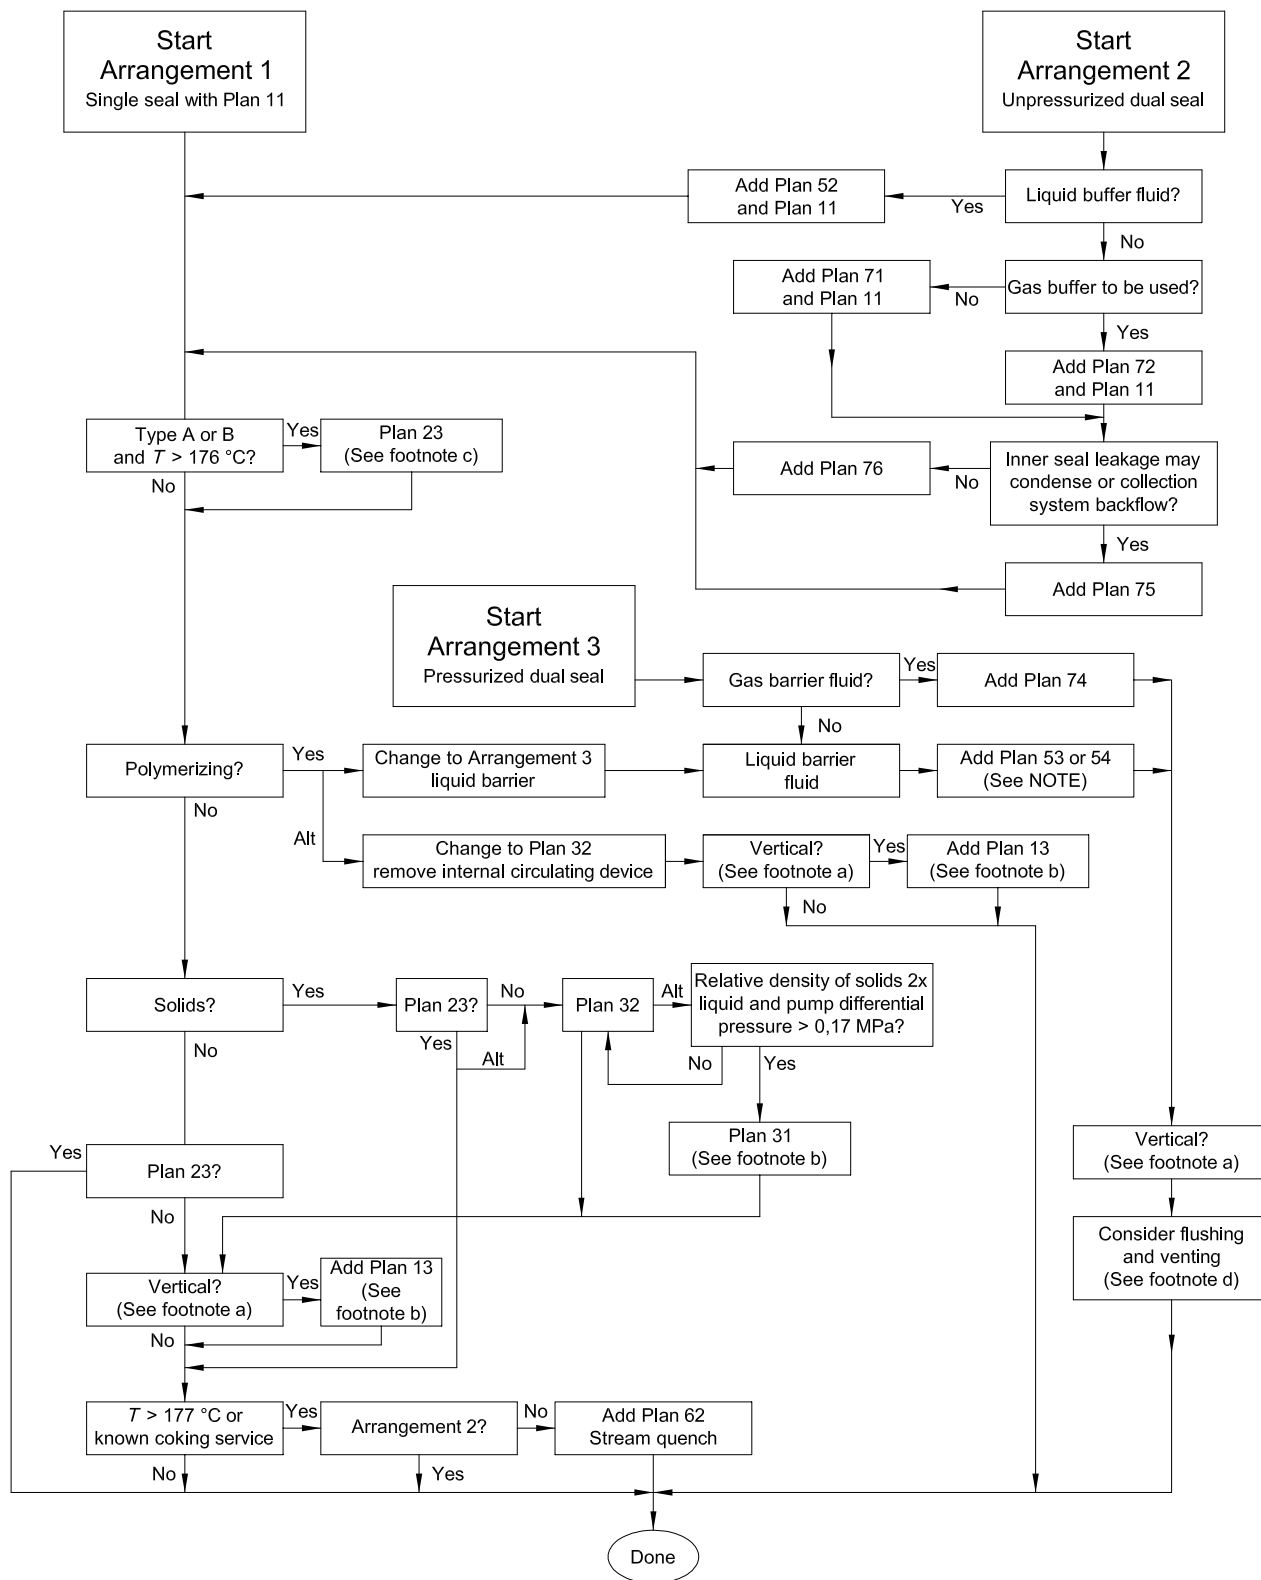 Start
Arrangement 1
Single seal with Plan 11
Start
Arrangement 2
Unpressurized dual seal
Add Plan 52
and Plan 11
Yes
Liquid buffer fluid?
No
Add Plan 71
and Plan 11
No
Gas buffer to be used?
Yes
Add Plan 72
and Plan 11
Type A or B
and T > 176 °C?
Yes
Plan 23
(See footnote c)
No
Add Plan 76
No
Inner seal leakage may
condense or collection
system backflow?
Yes
Add Plan 75
Start
Arrangement 3
Pressurized dual seal
Gas barrier fluid?
Yes
Add Plan 74
No
Polymerizing?
Yes
Change to Arrangement 3
liquid barrier
Liquid barrier
fluid
Add Plan 53 or 54
(See NOTE)
No
Alt
Change to Plan 32
remove internal circulating device
Vertical?
(See footnote a)
Yes
Add Plan 13
(See footnote b)
No
Solids?
Yes
Plan 23?
No
Plan 32
Alt
Relative density of solids 2x
liquid and pump differential
pressure > 0,17 MPa?
No
Yes
Alt
No
Yes
Plan 31
(See footnote b)
Yes
Plan 23?
No
Vertical?
(See footnote a)
Consider flushing
and venting
(See footnote d)
Vertical?
(See footnote a)
Yes
Add Plan 13
(See
footnote b)
No
T > 177 °C or
known coking service
Yes
Arrangement 2?
No
Add Plan 62
Stream quench
No
Yes
Done